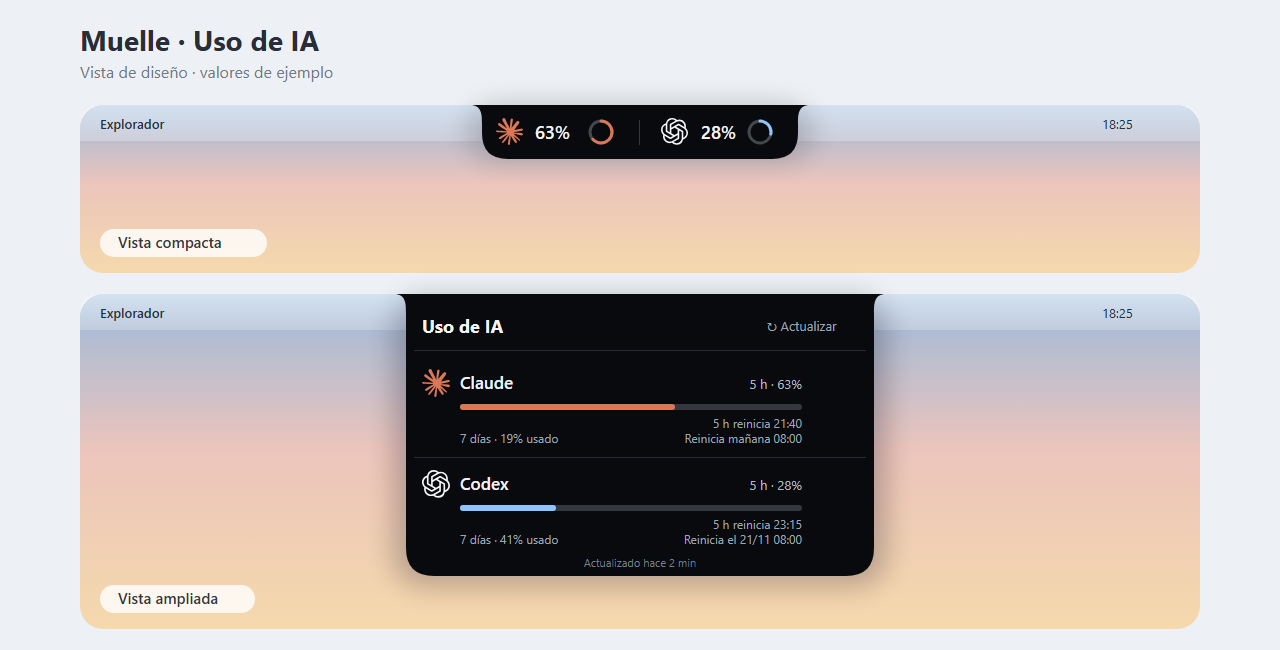 Muelle · Uso de IA
Vista de diseño · valores de ejemplo
Explorador
63%
28%
18:25
Vista compacta
Explorador
18:25
Uso de IA
↻ Actualizar
Claude
5 h · 63%
5 h reinicia 21:40
7 días · 19% usado
Reinicia mañana 08:00
Codex
5 h · 28%
5 h reinicia 23:15
7 días · 41% usado
Reinicia el 21/11 08:00
Actualizado hace 2 min
Vista ampliada